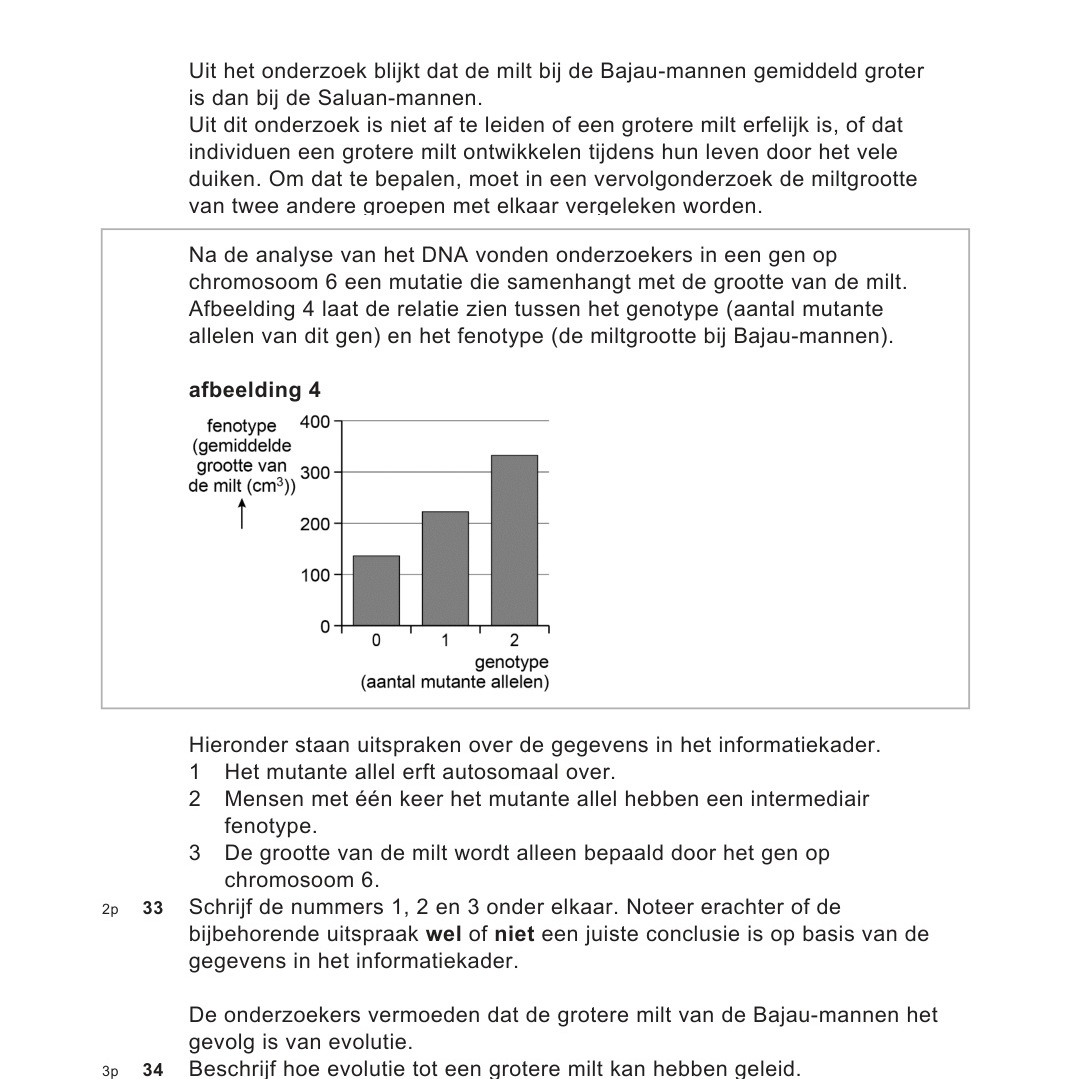 Uit het onderzoek blijkt dat de milt bij de Bajau-mannen gemiddeld groter
is dan bij de Saluan-mannen.
Uit dit onderzoek is niet af te leiden of een grotere milt erfelijk is, of dat
individuen een grotere milt ontwikkelen tijdens hun leven door het vele
duiken. Om dat te bepalen, moet in een vervolgonderzoek de miltgrootte
van twee andere groepen met elkaar vergeleken worden.
Na de analyse van het DNA vonden onderzoekers in een gen op
chromosoom 6 een mutatie die samenhangt met de grootte van de milt.
Afbeelding 4 laat de relatie zien tussen het genotype (aantal mutante
allelen van dit gen) en het fenotype (de miltgrootte bij Bajau-mannen).
afbeelding 4
fenotype
(gemiddelde
grootte van
de milt (cm³))
400
300
200
100
0
0 1 2
genotype
(aantal mutante allelen)
Hieronder staan uitspraken over de gegevens in het informatiekader.
1 Het mutante allel erft autosomaal over.
2 Mensen met één keer het mutante allel hebben een intermediair
fenotype.
3 De grootte van de milt wordt alleen bepaald door het gen op
chromosoom 6.
2p 33 Schrijf de nummers 1, 2 en 3 onder elkaar. Noteer erachter of de
bijbehorende uitspraak wel of niet een juiste conclusie is op basis van de
gegevens in het informatiekader.
De onderzoekers vermoeden dat de grotere milt van de Bajau-mannen het
gevolg is van evolutie.
3p 34 Beschrijf hoe evolutie tot een grotere milt kan hebben geleid.